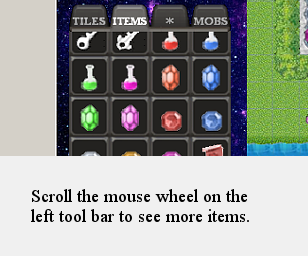 TILES ITEMS * MOBS
Scroll the mouse wheel on the
left tool bar to see more items.